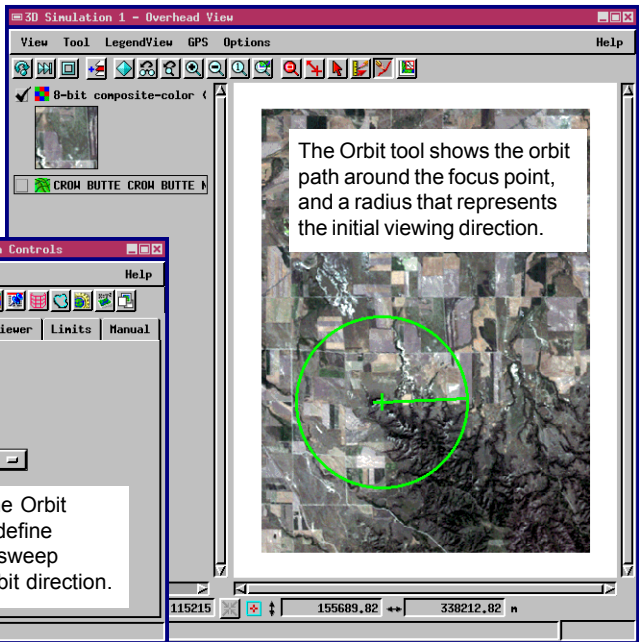 3D Simulation 1 - Overhead View
View Tool LegendView GPS Options Help
8-bit composite-color (
CROW BUTTE CROW BUTTE N
The Orbit tool shows the orbit
path around the focus point,
and a radius that represents
the initial viewing direction.
Controls
Help
iewer Limits Manual
e Orbit
define
sweep
bit direction.
115215 155689.82 338212.82 m